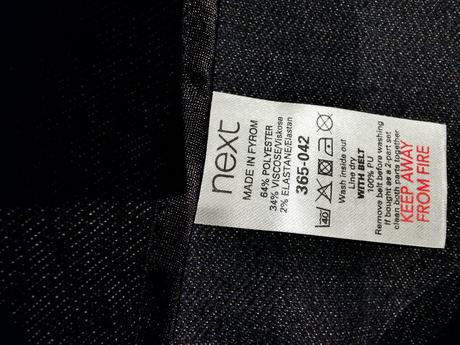 next
MADE IN FYROM
64% POLYESTER
34% VISCOSE/Viskose
2% ELASTANE/Elastan
365-042
40
Wash inside out
Line dry
WITH BELT
100% PU
Remove belt before washing
If bought as a 2-part set
clean both parts together
KEEP AWAY
FROM FIRE